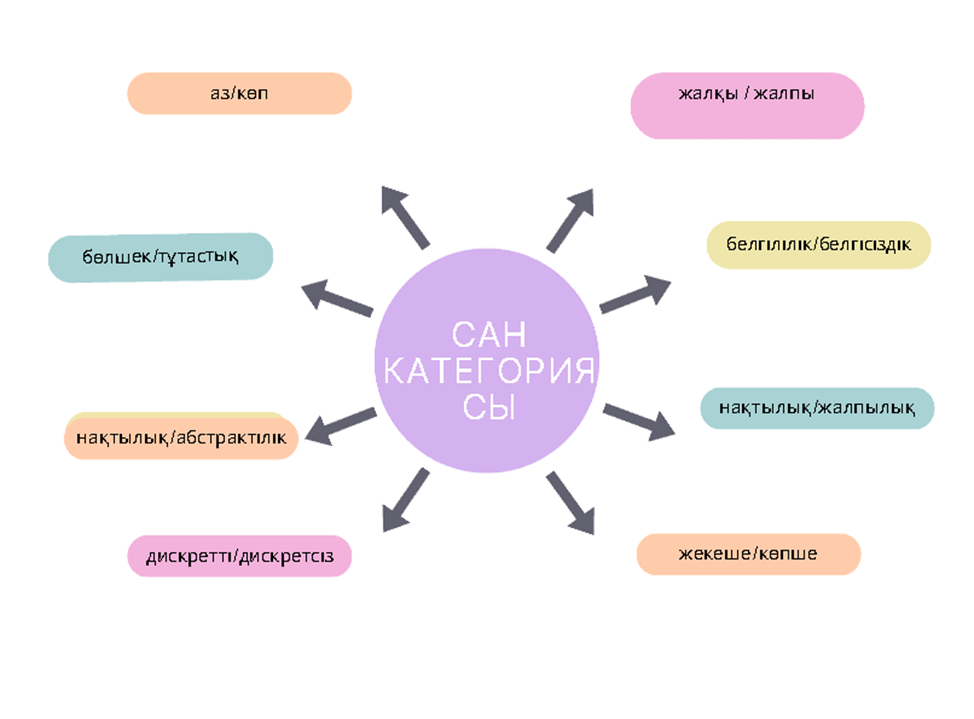 аз/көп
жалқы / жалпы
бөлшек/тұтастық
белгілілік/белгісіздік
САН
КАТЕГОРИЯ
СЫ
нақтылық/абстрактілік
нақтылық/жалпылық
дискретті/дискретсіз
жекеше/көпше